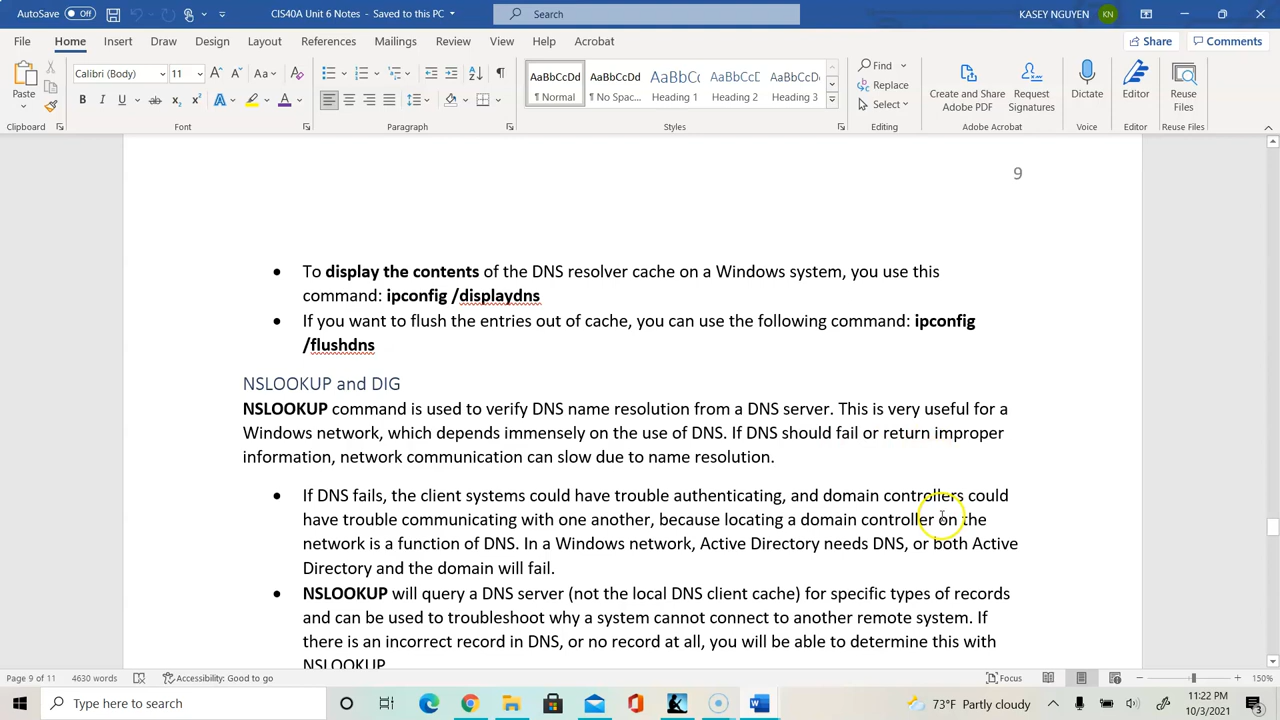 AutoSave Off CIS40A Unit 6 Notes - Saved to this PC Search KASEY NGUYEN KN
File Home Insert Draw Design Layout References Mailings Review View Help Acrobat Share Comments
Paste
Calibri (Body) 11
AaBbCcDd AaBbCcDd AaBbCc AaBbCcD AaBbCcD
¶ Normal ¶ No Spac... Heading 1 Heading 2 Heading 3
Find
Replace
Select
Create and Share
Adobe PDF
Request
Signatures
Dictate
Editor
Reuse
Files
Clipboard Font Paragraph Styles Editing Adobe Acrobat Voice Editor Reuse Files
9
• To display the contents of the DNS resolver cache on a Windows system, you use this
command: ipconfig /displaydns
• If you want to flush the entries out of cache, you can use the following command: ipconfig
/flushdns
NSLOOKUP and DIG
NSLOOKUP command is used to verify DNS name resolution from a DNS server. This is very useful for a
Windows network, which depends immensely on the use of DNS. If DNS should fail or return improper
information, network communication can slow due to name resolution.
• If DNS fails, the client systems could have trouble authenticating, and domain controllers could
have trouble communicating with one another, because locating a domain controller on the
network is a function of DNS. In a Windows network, Active Directory needs DNS, or both Active
Directory and the domain will fail.
• NSLOOKUP will query a DNS server (not the local DNS client cache) for specific types of records
and can be used to troubleshoot why a system cannot connect to another remote system. If
there is an incorrect record in DNS, or no record at all, you will be able to determine this with
NSLOOKUP.
Page 9 of 11 4630 words Accessibility: Good to go Focus 150%
Type here to search 73°F Partly cloudy 11:22 PM
10/3/2021 3